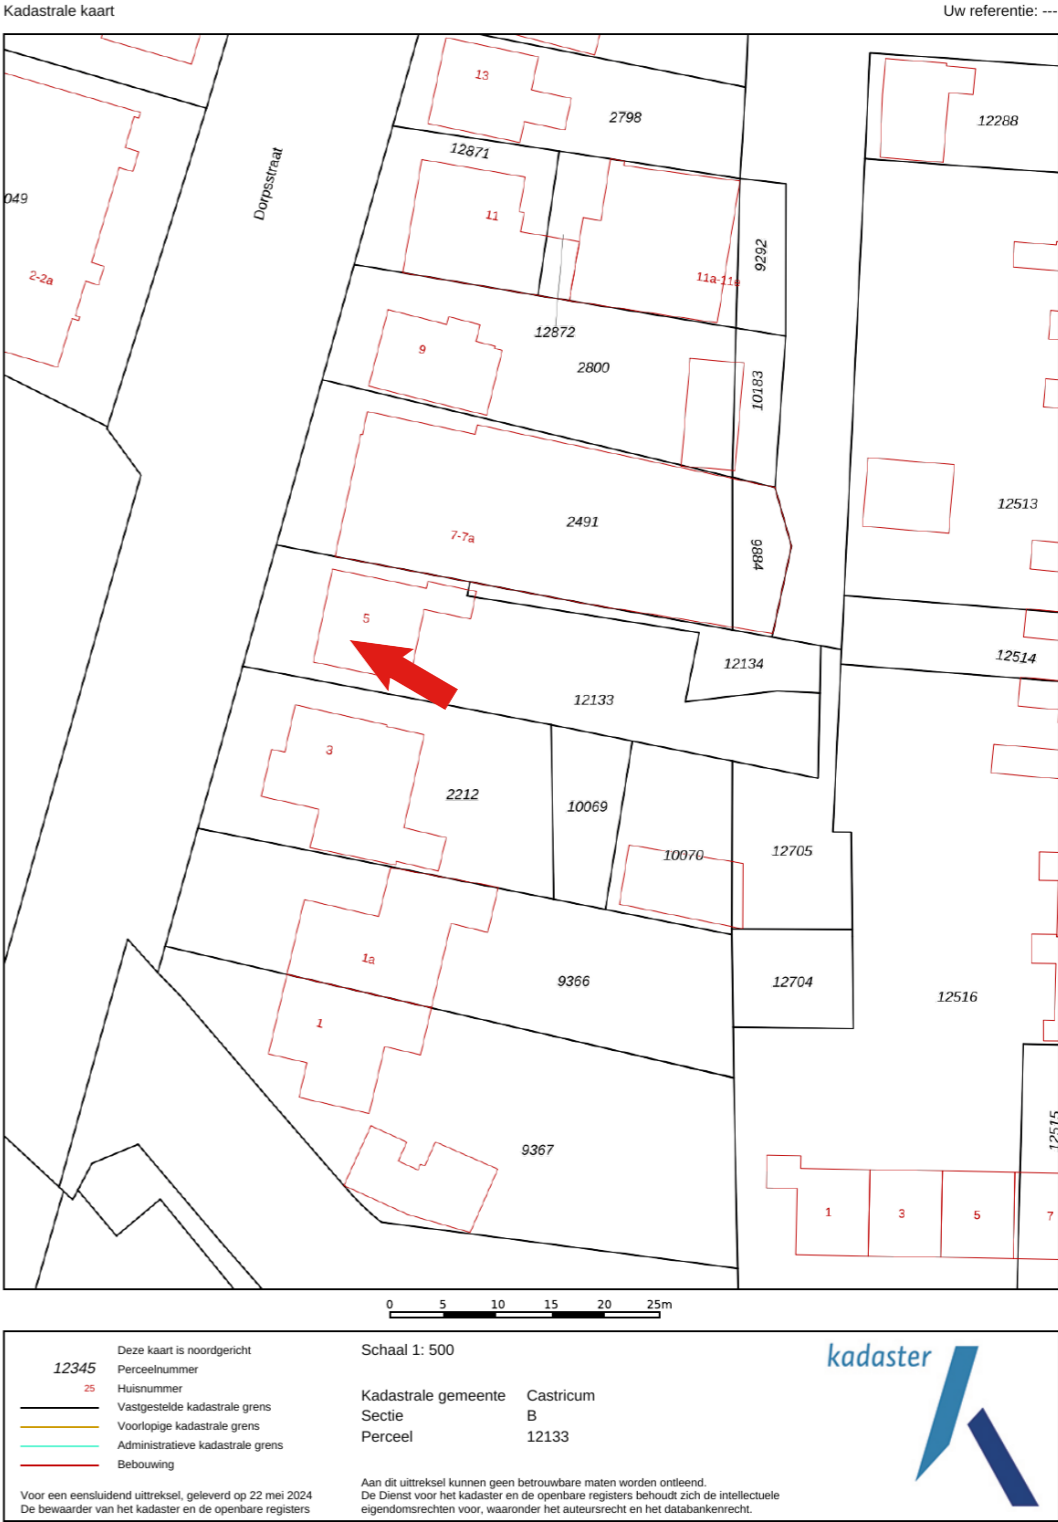 Kadastrale kaart
Uw referentie: ---
13
2798
12288
12871
Dorpsstraat
049
11
2-2a
11a-11e
9292
12872
9
2800
10183
12513
2491
7-7a
9884
5
12514
12134
12133
3
2212
10069
10070
12705
1a
9366
12704
12516
1
9367
12515
1
3
5
7
0 5 10 15 20 25m
Deze kaart is noordgericht
12345 Perceelnummer
25 Huisnummer
Vastgestelde kadastrale grens
Voorlopige kadastrale grens
Administratieve kadastrale grens
Bebouwing
Voor een eensluidend uittreksel, geleverd op 22 mei 2024
De bewaarder van het kadaster en de openbare registers
Schaal 1: 500
Kadastrale gemeente Castricum
Sectie B
Perceel 12133
Aan dit uittreksel kunnen geen betrouwbare maten worden ontleend.
De Dienst voor het kadaster en de openbare registers behoudt zich de intellectuele
eigendomsrechten voor, waaronder het auteursrecht en het databankenrecht.
kadaster